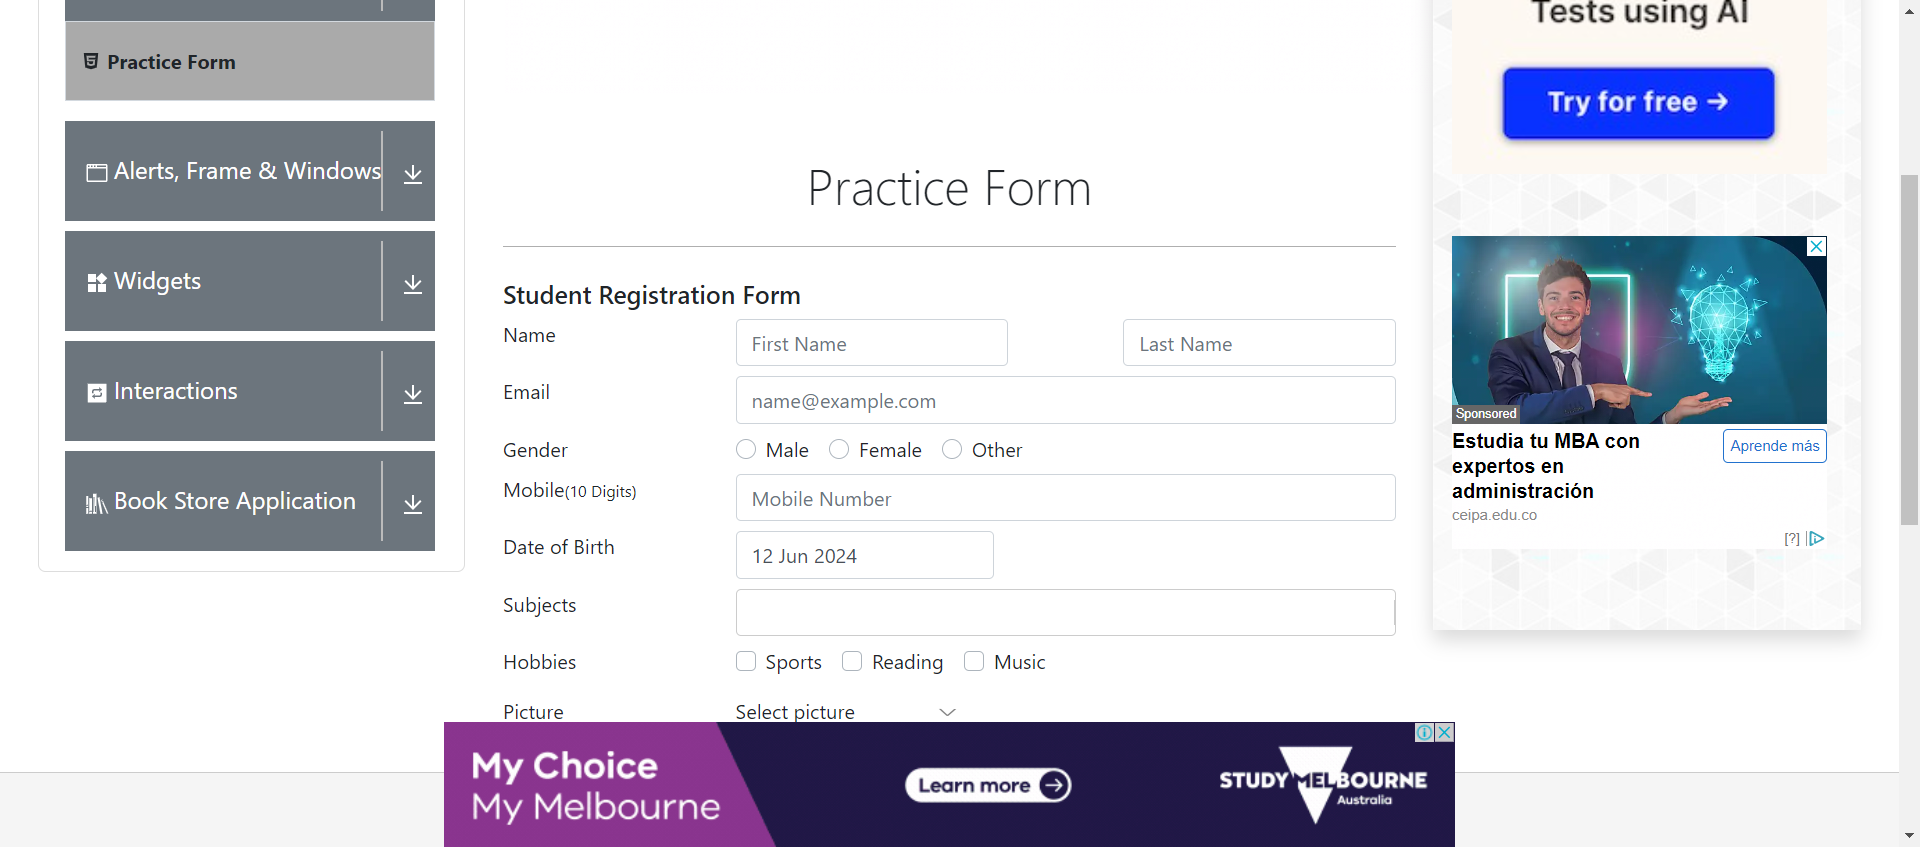 Practice Form
Alerts, Frame & Windows
Widgets
Interactions
Book Store Application
Practice Form
Student Registration Form
Name
First Name
Last Name
Email
name@example.com
Gender
Male
Female
Other
Mobile(10 Digits)
Mobile Number
Date of Birth
12 Jun 2024
Subjects
Hobbies
Sports
Reading
Music
Picture
Select picture
Tests using AI
Try for free →
Sponsored
Estudia tu MBA con
expertos en
administración
Aprende más
ceipa.edu.co
[?]
My Choice
My Melbourne
Learn more
STUDY MELBOURNE
Australia